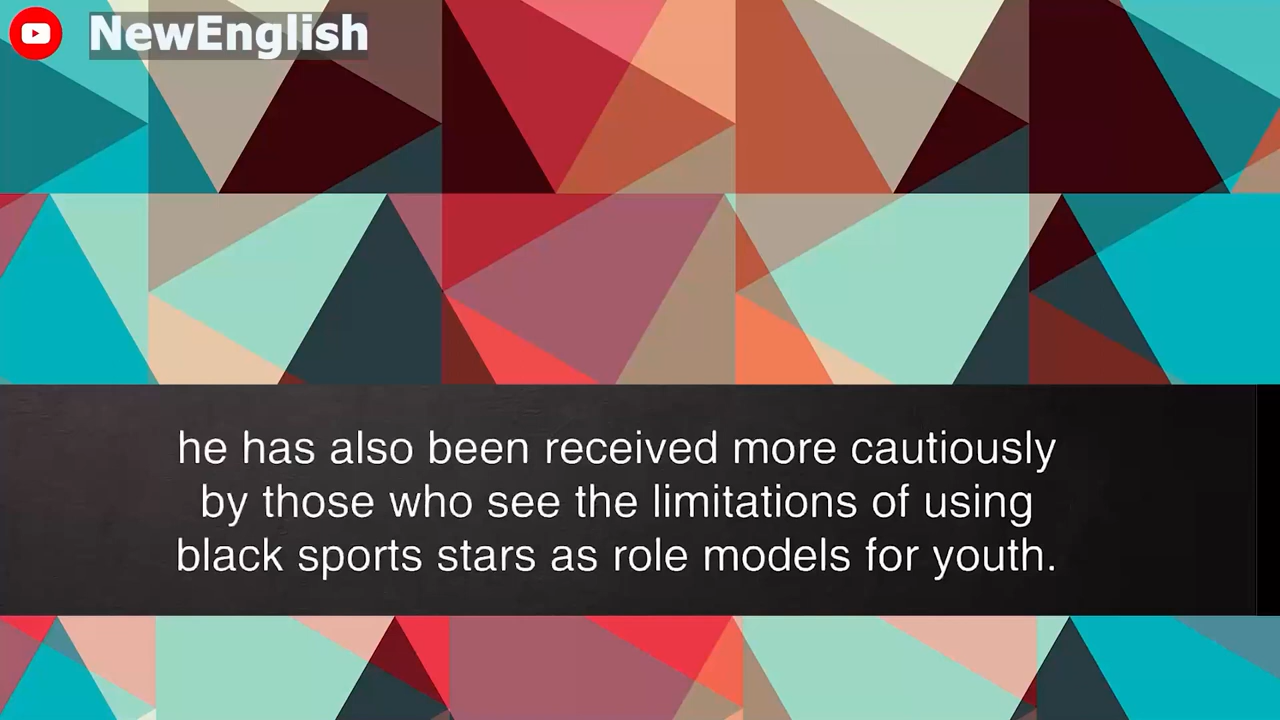 NewEnglish
he has also been received more cautiously
by those who see the limitations of using
black sports stars as role models for youth.